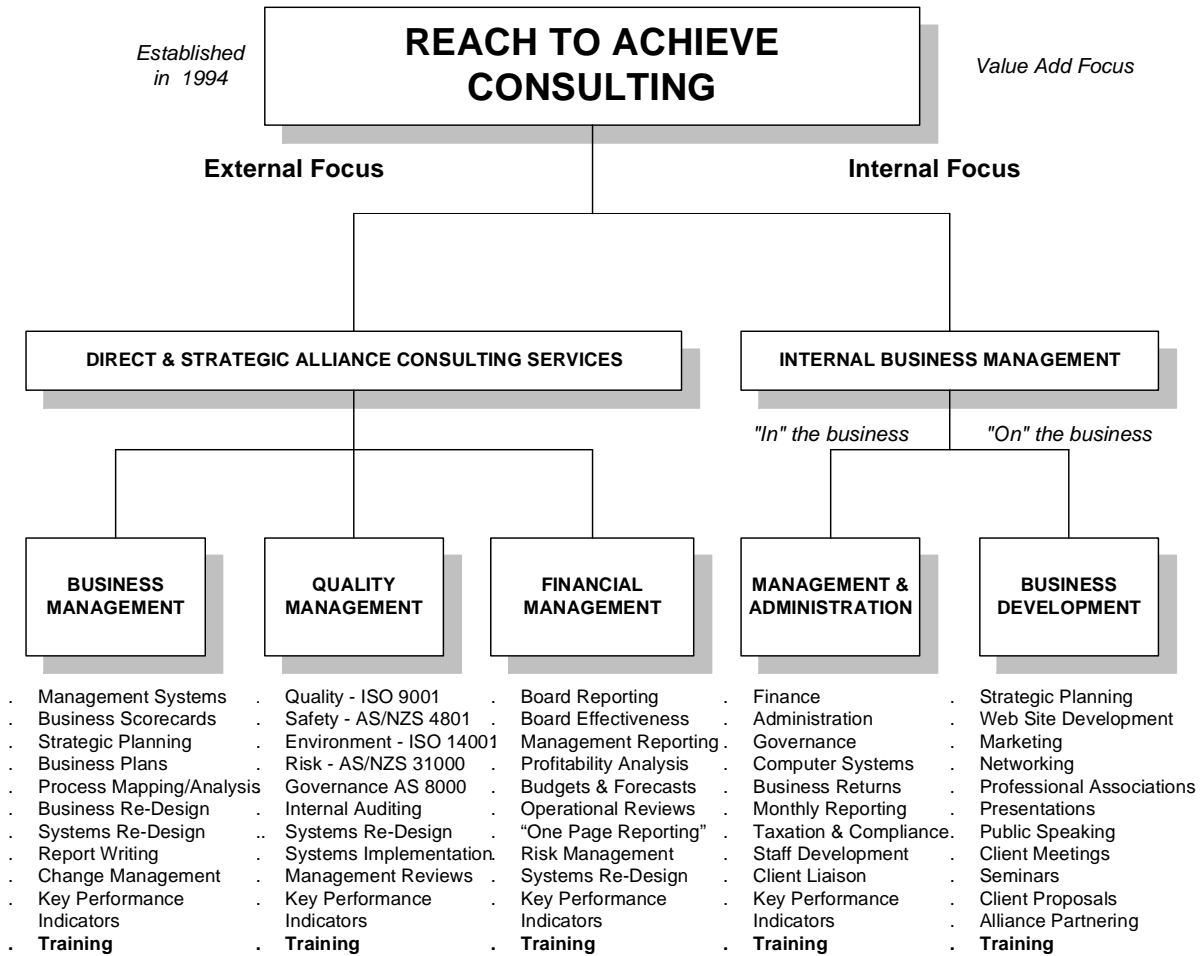 Established
in 1994
REACH TO ACHIEVE
CONSULTING
Value Add Focus
External Focus
Internal Focus
DIRECT & STRATEGIC ALLIANCE CONSULTING SERVICES
INTERNAL BUSINESS MANAGEMENT
"In" the business
"On" the business
BUSINESS
MANAGEMENT
QUALITY
MANAGEMENT
FINANCIAL
MANAGEMENT
MANAGEMENT &
ADMINISTRATION
BUSINESS
DEVELOPMENT
. Management Systems
. Business Scorecards
. Strategic Planning
. Business Plans
. Process Mapping/Analysis
. Business Re-Design
. Systems Re-Design
. Report Writing
. Change Management
. Key Performance
Indicators
. Training
. Quality - ISO 9001
. Safety - AS/NZS 4801
. Environment - ISO 14001
. Risk - AS/NZS 31000
. Governance AS 8000
. Internal Auditing
.. Systems Re-Design
. Systems Implementation
. Management Reviews
. Key Performance
Indicators
. Training
. Board Reporting
. Board Effectiveness
. Management Reporting
. Profitability Analysis
. Budgets & Forecasts
. Operational Reviews
. “One Page Reporting”
. Risk Management
. Systems Re-Design
. Key Performance
Indicators
. Training
. Finance
. Administration
. Governance
. Computer Systems
. Business Returns
. Monthly Reporting
. Taxation & Compliance
. Staff Development
. Client Liaison
. Key Performance
Indicators
. Training
. Strategic Planning
. Web Site Development
. Marketing
. Networking
. Professional Associations
. Presentations
. Public Speaking
. Client Meetings
. Seminars
. Client Proposals
. Alliance Partnering
. Training